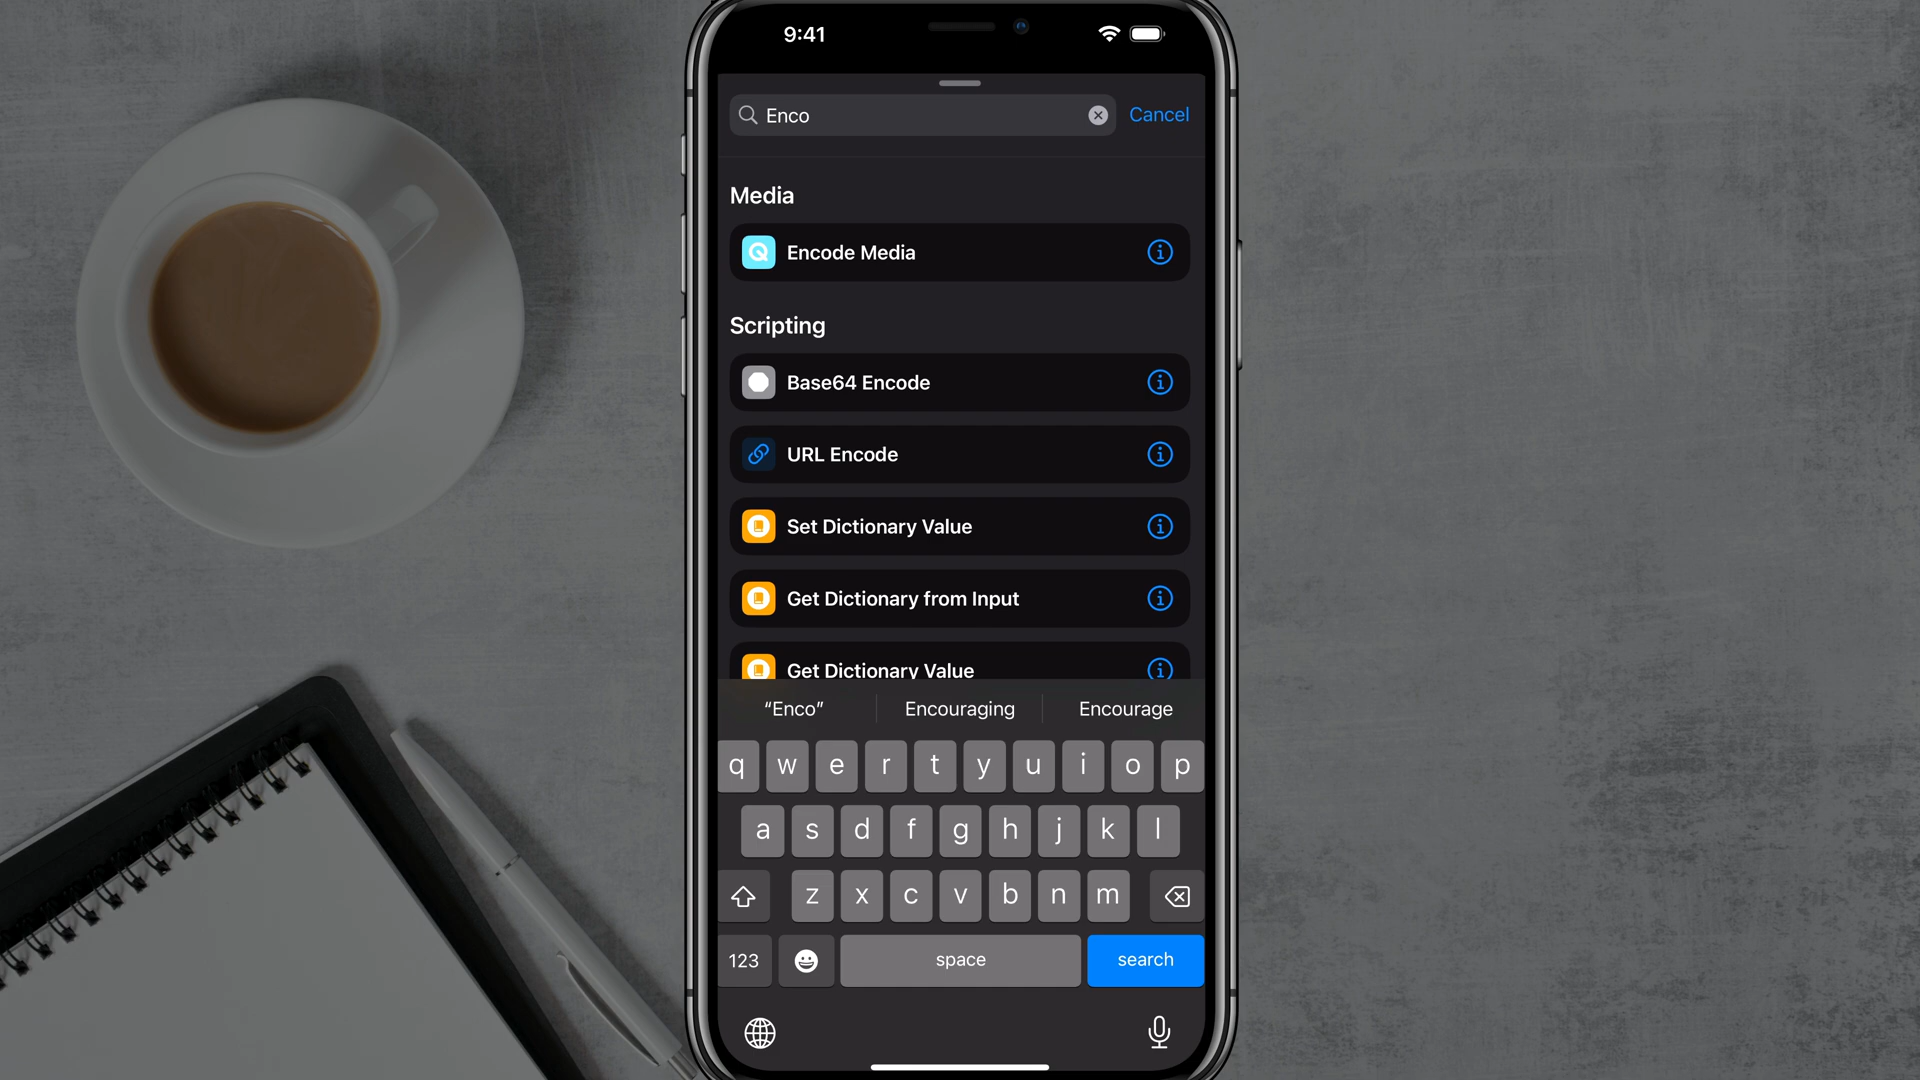 9:41
Enco
Cancel
Media
Encode Media
Scripting
Base64 Encode
URL Encode
Set Dictionary Value
Get Dictionary from Input
Get Dictionary Value
“Enco” Encouraging Encourage
q w e r t y u i o p
a s d f g h j k l
z x c v b n m
123 space search